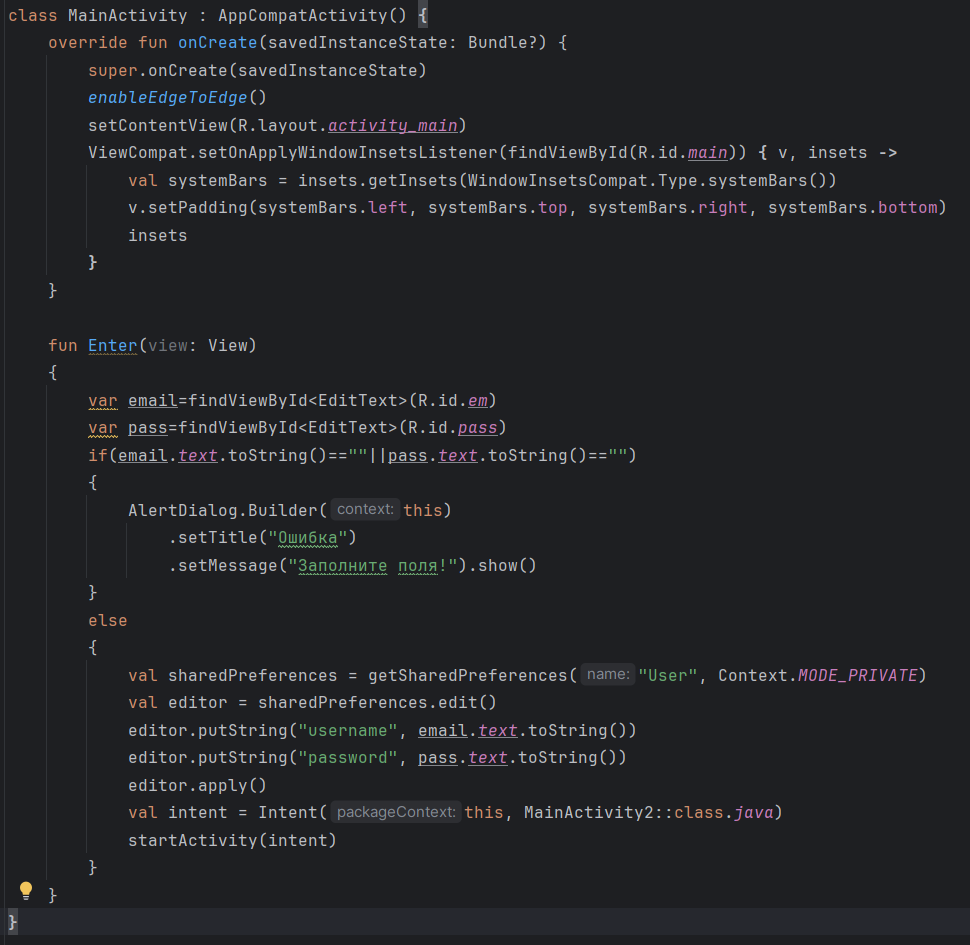 class MainActivity : AppCompatActivity() {
    override fun onCreate(savedInstanceState: Bundle?) {
        super.onCreate(savedInstanceState)
        enableEdgeToEdge()
        setContentView(R.layout.activity_main)
        ViewCompat.setOnApplyWindowInsetsListener(findViewById(R.id.main)) { v, insets ->
            val systemBars = insets.getInsets(WindowInsetsCompat.Type.systemBars())
            v.setPadding(systemBars.left, systemBars.top, systemBars.right, systemBars.bottom)
            insets
        }
    }

    fun Enter(view: View)
    {
        var email=findViewById<EditText>(R.id.em)
        var pass=findViewById<EditText>(R.id.pass)
        if(email.text.toString()==""||pass.text.toString()=="")
        {
            AlertDialog.Builder( context: this)
                .setTitle("Ошибка")
                .setMessage("Заполните поля!").show()
        }
        else
        {
            val sharedPreferences = getSharedPreferences( name: "User", Context.MODE_PRIVATE)
            val editor = sharedPreferences.edit()
            editor.putString("username", email.text.toString())
            editor.putString("password", pass.text.toString())
            editor.apply()
            val intent = Intent( packageContext: this, MainActivity2::class.java)
            startActivity(intent)
        }
    }
}